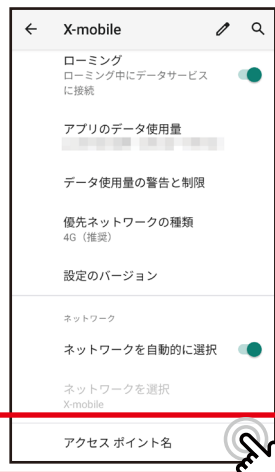 X-mobile
ローミング
ローミング中にデータサービス
に接続
アプリのデータ使用量
データ使用量の警告と制限
優先ネットワークの種類
4G（推奨）
設定のバージョン
ネットワーク
ネットワークを自動的に選択
ネットワークを選択
X-mobile
アクセス ポイント名